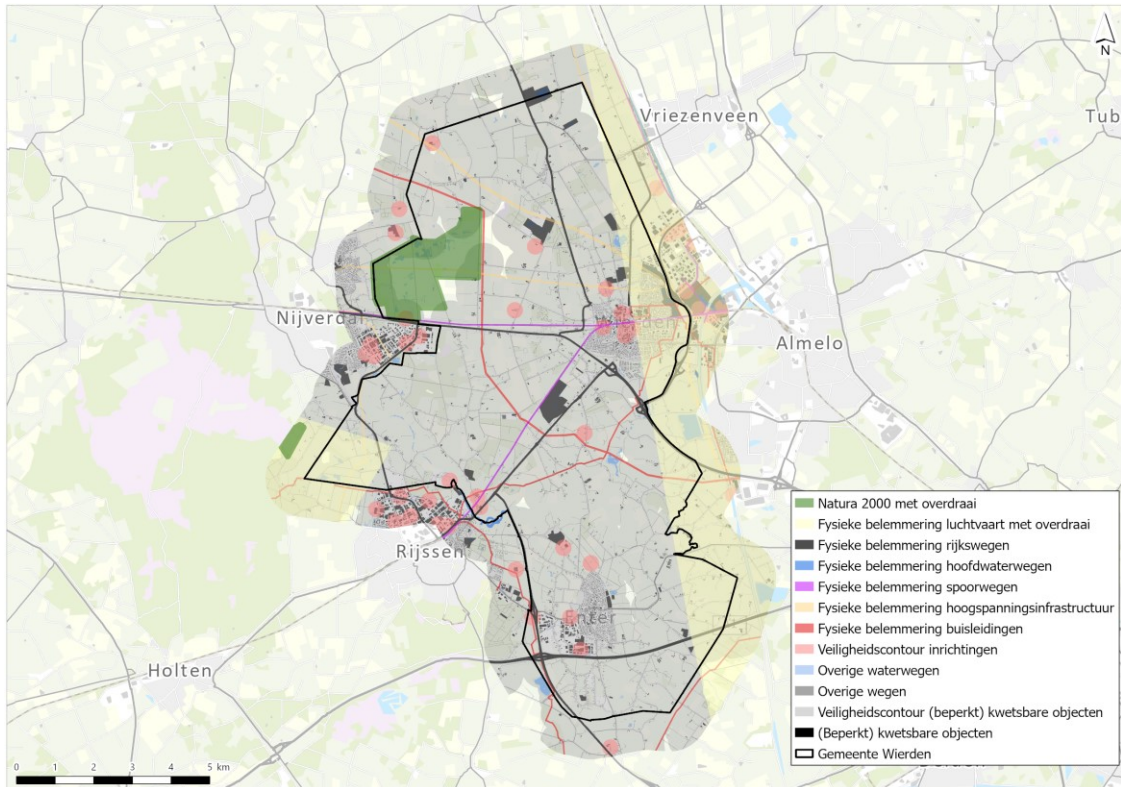 N
Vriezenveen
Tub
Nijverdal
Wierden
Almelo
Rijssen
Enter
Holten
Natura 2000 met overdraai
Fysieke belemmering luchtvaart met overdraai
Fysieke belemmering rijkswegen
Fysieke belemmering hoofdwaterwegen
Fysieke belemmering spoorwegen
Fysieke belemmering hoogspanningsinfrastructuur
Fysieke belemmering buisleidingen
Veiligheidscontour inrichtingen
Overige waterwegen
Overige wegen
Veiligheidscontour (beperkt) kwetsbare objecten
(Beperkt) kwetsbare objecten
Gemeente Wierden
0 1 2 3 4 5 km